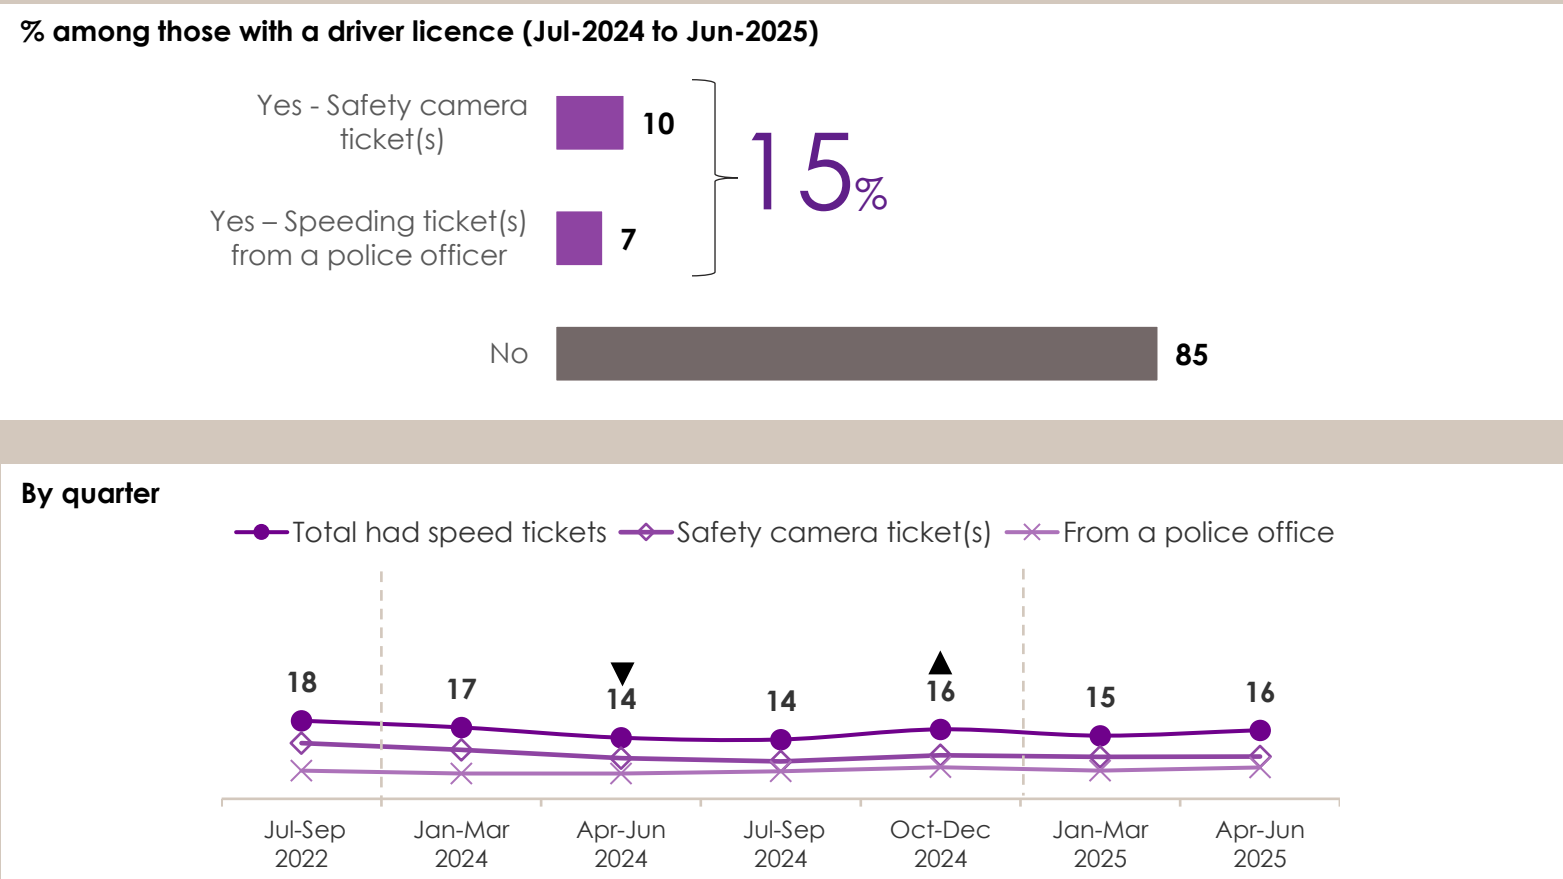 % among those with a driver licence (Jul-2024 to Jun-2025)
Yes - Safety camera
ticket(s)
10
15%
Yes – Speeding ticket(s)
from a police officer
7
No
85
By quarter
Total had speed tickets Safety camera ticket(s) From a police office
18 17 14 14 16 15 16
Jul-Sep Jan-Mar Apr-Jun Jul-Sep Oct-Dec Jan-Mar Apr-Jun
2022 2024 2024 2024 2024 2025 2025